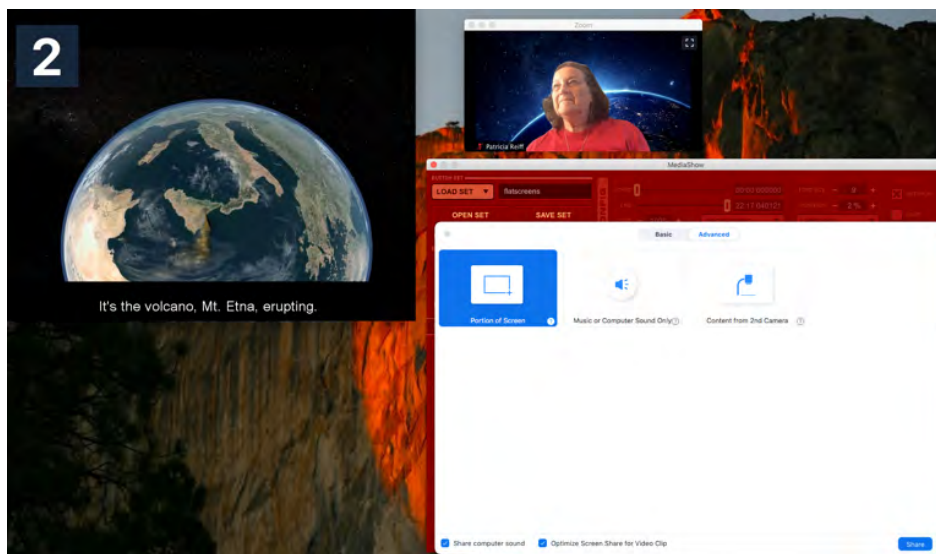 2
It's the volcano, Mt. Etna, erupting.
Zoom
Patricia Reiff
MediaShow
LOAD SET ▼
flatscreens
OPEN SET
SAVE SET
2 %
Basic
Advanced
Portion of Screen
Music or Computer Sound Only
Content from 2nd Camera
Share computer sound
Optimize Screen Share for Video Clip
Share